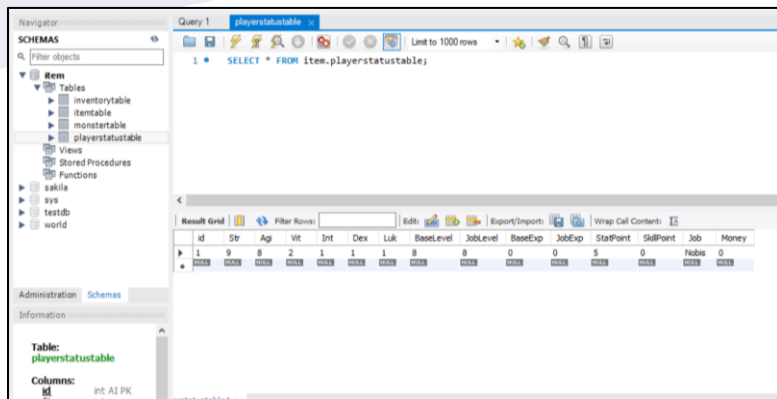 Navigator
SCHEMAS
Filter objects
item
Tables
inventorytable
itemtable
monstertable
playerstatustable
Views
Stored Procedures
Functions
sakila
sys
testdb
world
Administration Schemas
Information
Table:
playerstatustable
Columns:
id int AI PK
Query 1 playerstatustable ×
Limit to 1000 rows
1 SELECT * FROM item.playerstatustable;
Result Grid Filter Rows: Edit: Export/Import: Wrap Cell Content:
id Str Agi Vit Int Dex Luk BaseLevel JobLevel BaseExp JobExp StatPoint SkillPoint Job Money
1 9 8 2 1 1 1 8 8 0 0 5 0 Nobis 0
NULL NULL NULL NULL NULL NULL NULL NULL NULL NULL NULL NULL NULL NULL NULL